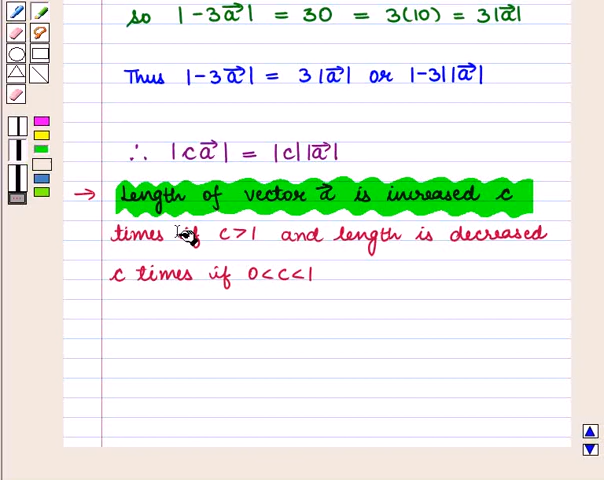 so |-3a⃗| = 30 = 3(10) = 3|a⃗|
Thus |-3a⃗| = 3|a⃗| or |-3||a⃗|
∴ |ca⃗| = |c||a⃗|
→ Length of vector a⃗ is increased c
times if c>1 and length is decreased
c times if 0<c<1